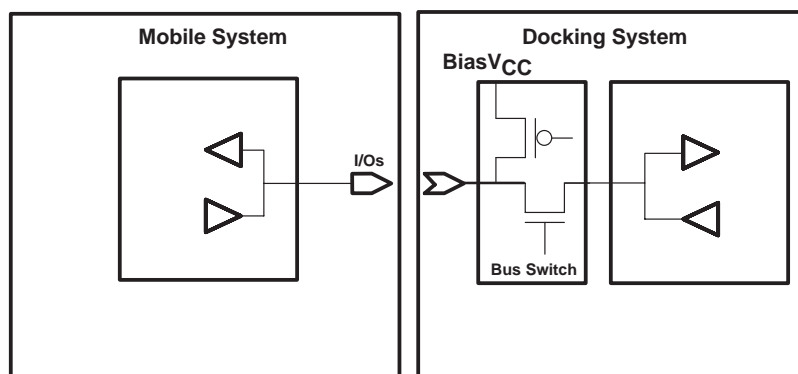 Mobile System
Docking System
BiasVCC
I/Os
Bus Switch